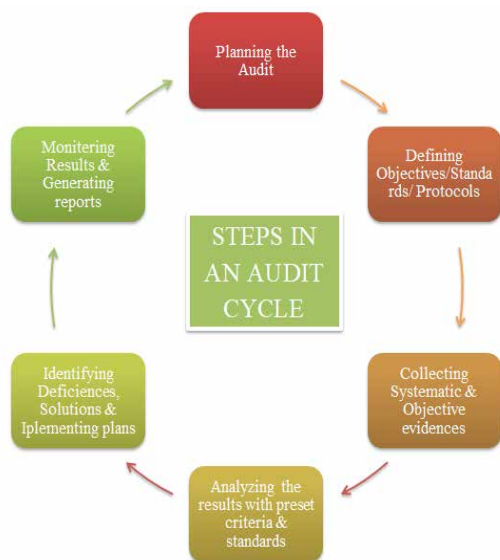 Planning the
Audit
Defining
Objectives/Standa
rds/ Protocols
Collecting
Systematic &
Objective
evidences
Analyzing the
results with preset
criteria &
standards
Identifying
Deficiences,
Solutions &
Iplementing plans
Monitering
Results &
Generating
reports
STEPS IN
AN AUDIT
CYCLE